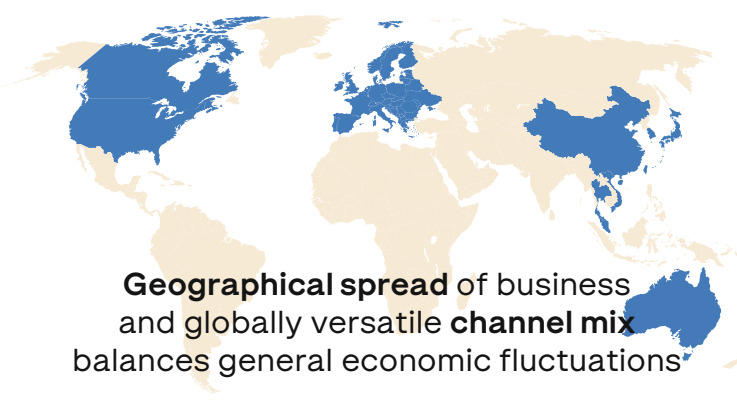 Geographical spread of business
and globally versatile channel mix
balances general economic fluctuations